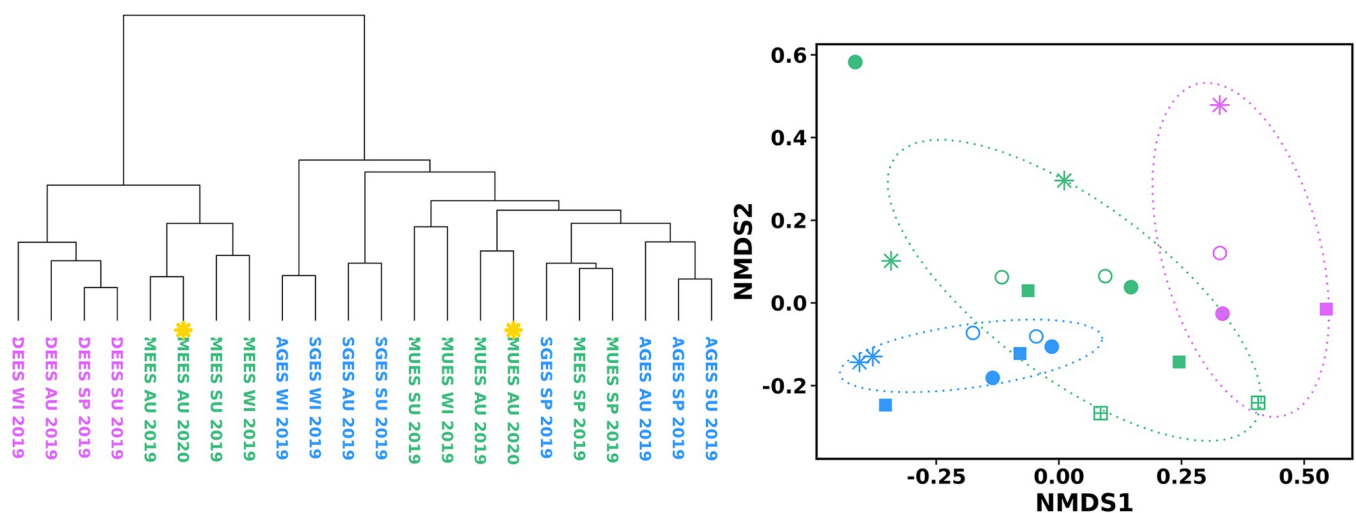 DEES WI 2019
DEES AU 2019
DEES SP 2019
DEES SU 2019
MEES AU 2019
MEES AU 2020
MEES SU 2019
MEES WI 2019
AGES WI 2019
SGES WI 2019
SGES AU 2019
SGES SU 2019
MUES SU 2019
MUES WI 2019
MUES AU 2019
MUES AU 2020
SGES SP 2019
MEES SP 2019
MUES SP 2019
AGES AU 2019
AGES SP 2019
AGES SU 2019
0.6
0.4
0.2
0.0
-0.2
NMDS2
-0.25
0.00
0.25
0.50
NMDS1